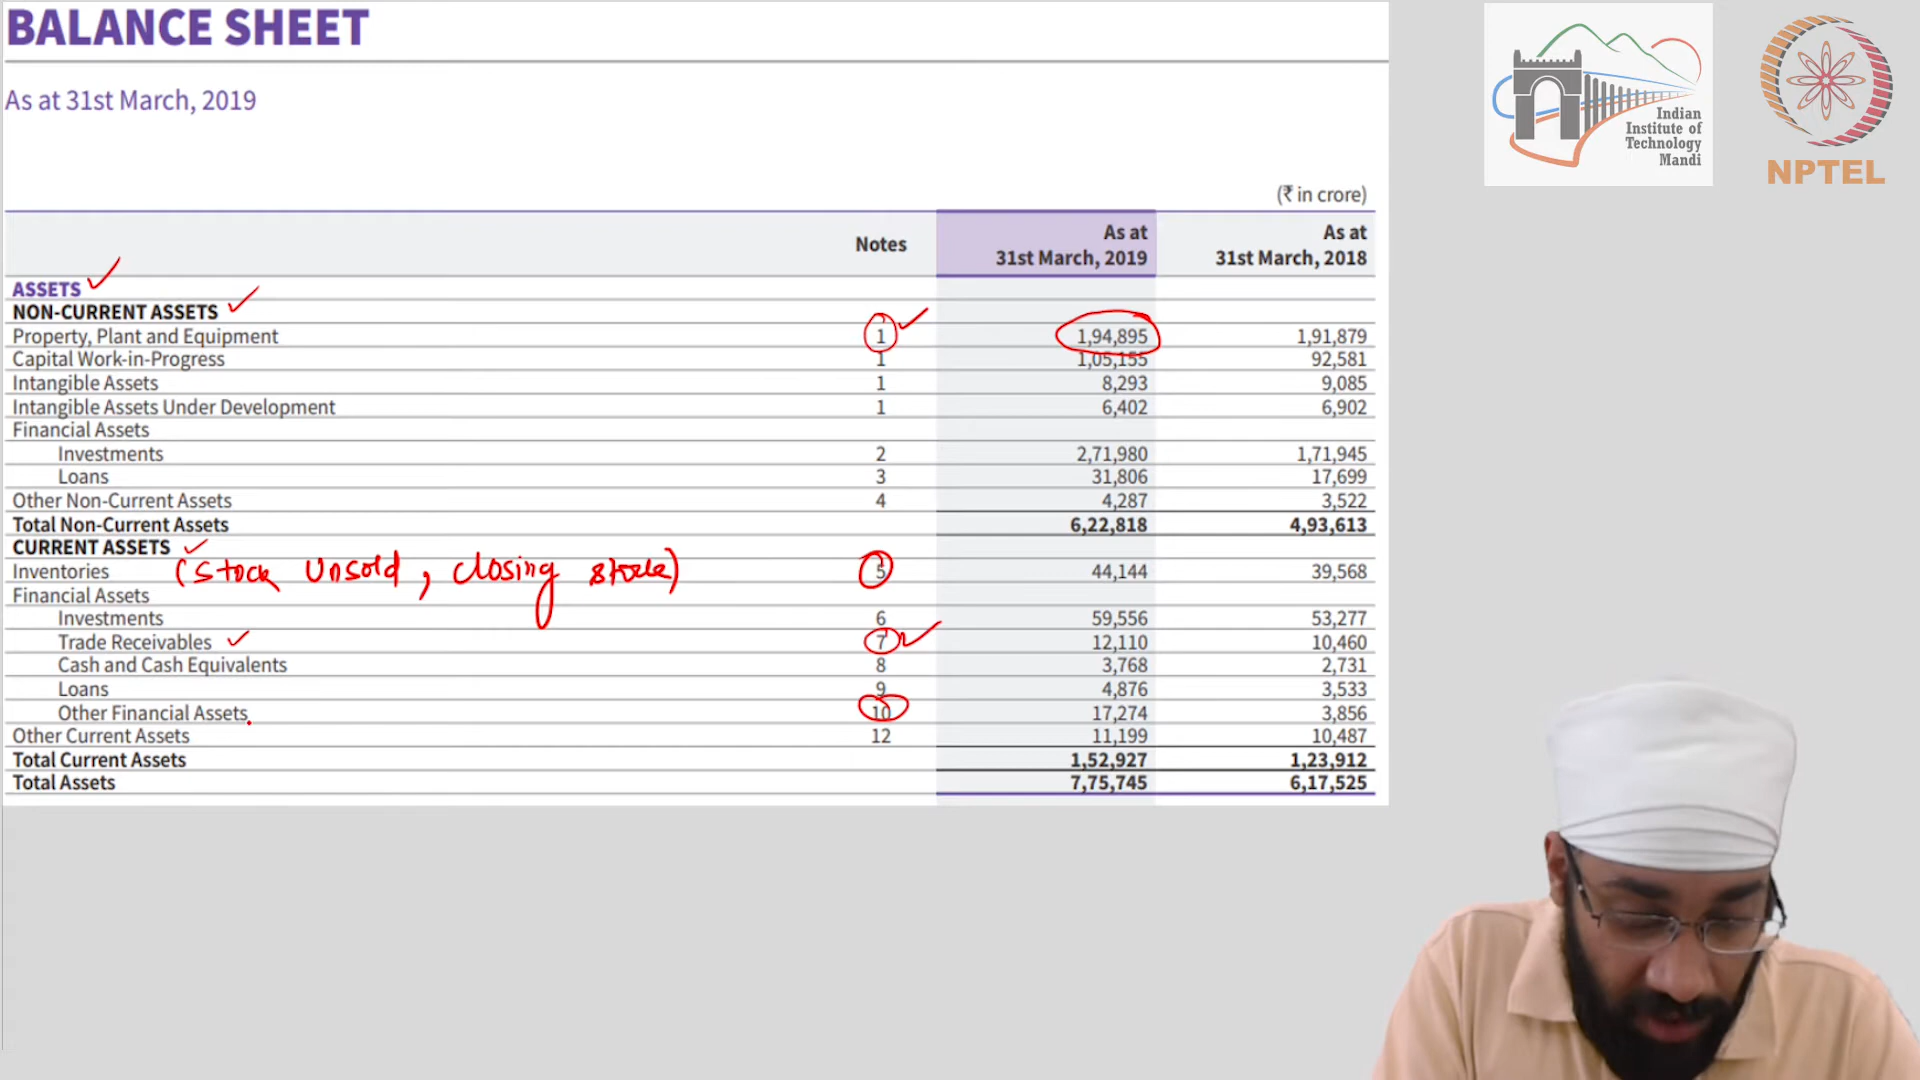 BALANCE SHEET
As at 31st March, 2019
Indian
Institute of
Technology
Mandi
NPTEL
(₹ in crore)
Notes As at 31st March, 2019 As at 31st March, 2018
ASSETS
NON-CURRENT ASSETS
Property, Plant and Equipment 1 1,94,895 1,91,879
Capital Work-in-Progress 1 1,05,155 92,581
Intangible Assets 1 8,293 9,085
Intangible Assets Under Development 1 6,402 6,902
Financial Assets
Investments 2 2,71,980 1,71,945
Loans 3 31,806 17,699
Other Non-Current Assets 4 4,287 3,522
Total Non-Current Assets 6,22,818 4,93,613
CURRENT ASSETS
Inventories (Stock Unsold, closing stock) 5 44,144 39,568
Financial Assets
Investments 6 59,556 53,277
Trade Receivables 7 12,110 10,460
Cash and Cash Equivalents 8 3,768 2,731
Loans 9 4,876 3,533
Other Financial Assets 10 17,274 3,856
Other Current Assets 12 11,199 10,487
Total Current Assets 1,52,927 1,23,912
Total Assets 7,75,745 6,17,525